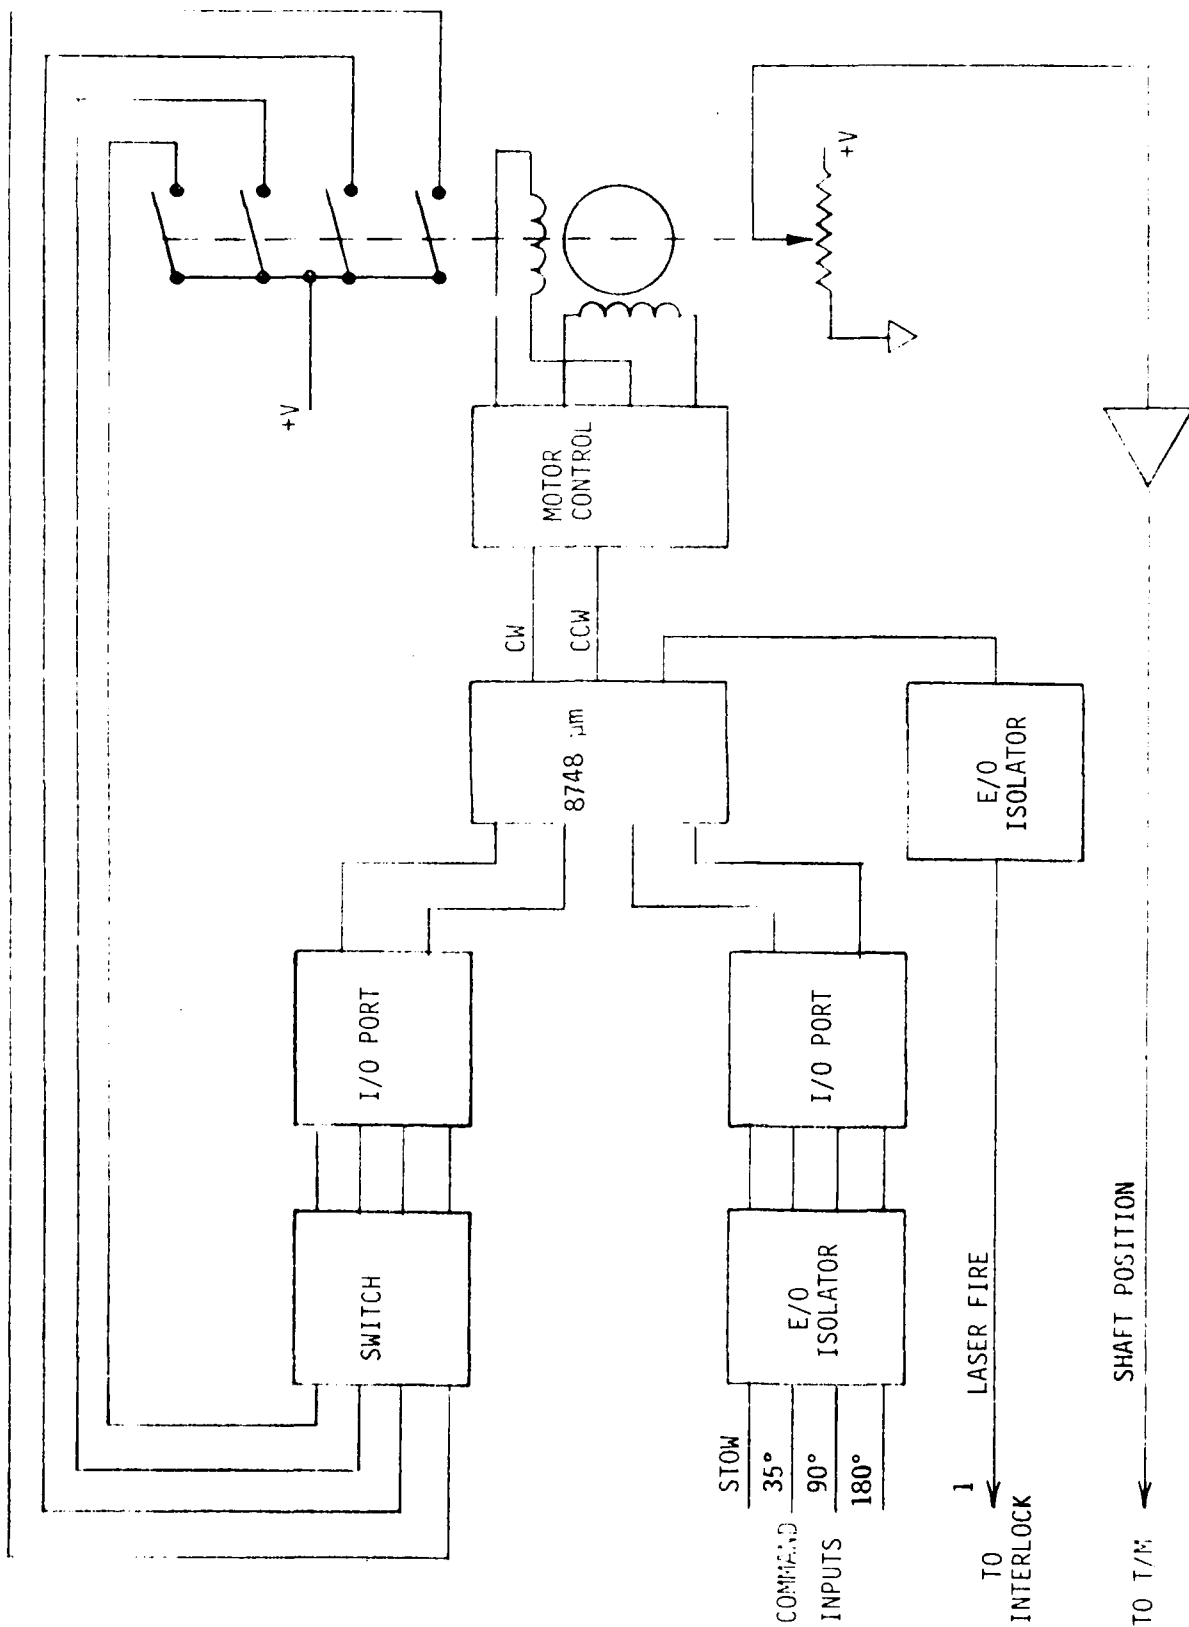 +V
SWITCH
I/O PORT
8748 µm
CW
CCW
MOTOR
CONTROL
+V
STOW
35°
90°
180°
COMMAND
INPUTS
E/O
ISOLATOR
I/O PORT
E/O
ISOLATOR
LASER FIRE
1
TO
INTERLOCK
SHAFT POSITION
TO T/M